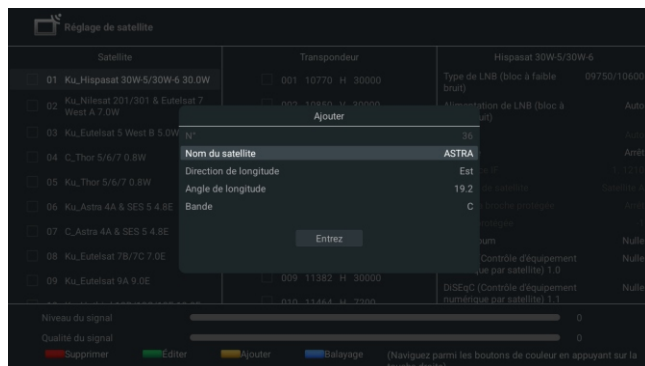 Réglage de satellite
Satellite
Transpondeur
Hispasat 30W-5/30W-6
01 Ku_Hispasat 30W-5/30W-6 30.0W
001 10770 H 30000
Type de LNB (bloc à faible bruit)
09750/10600
02 Ku_Nilesat 201/301 & Eutelsat 7 West A 7.0W
002 10850 H 30000
Alimentation de LNB (bloc à
Auto
03 Ku_Eutelsat 5 West B 5.0W
Auto
04 C_Thor 5/6/7 0.8W
Arrêt
05 Ku_Thor 5/6/7 0.8W
06 Ku_Astra 4A & SES 5 4.8E
07 C_Astra 4A & SES 5 4.8E
Nulle
08 Ku_Eutelsat 7B/7C 7.0E
(Contrôle d'équipement
que par satellite) 1.0
Nulle
09 Ku_Eutelsat 9A 9.0E
009 11382 H 30000
DiSEqC (Contrôle d'équipement numérique par satellite) 1.1
Nulle
010 11464 H 7200
Ajouter
N° 36
Nom du satellite ASTRA
Direction de longitude Est
Angle de longitude 19.2
Bande C
Entrez
Niveau du signal 0
Qualité du signal 0
Supprimer
Éditer
Ajouter
Balayage
(Naviguez parmi les boutons de couleur en appuyant sur la